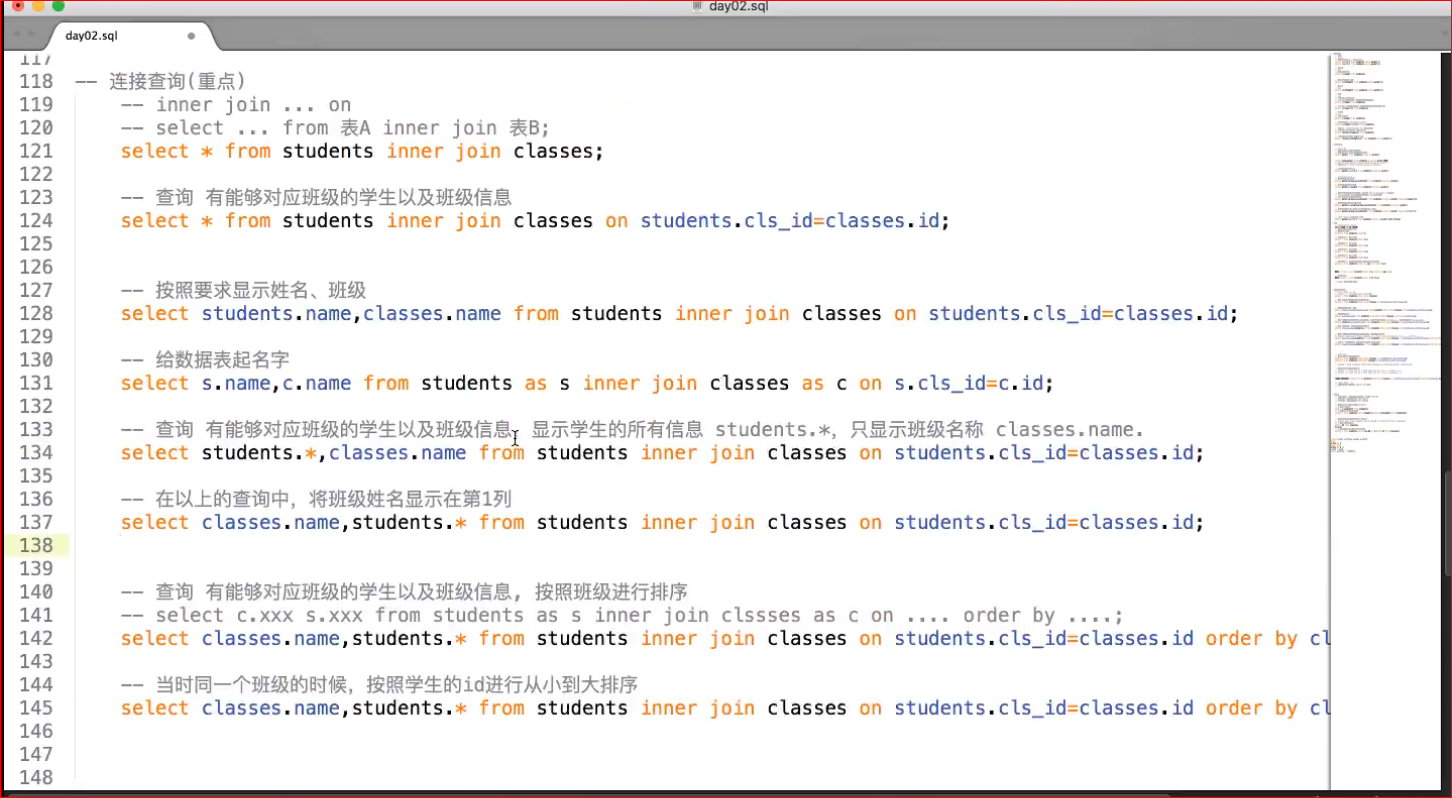 day02.sql
day02.sql
117
118 -- 连接查询(重点)
119 -- inner join ... on
120 -- select ... from 表A inner join 表B;
121 select * from students inner join classes;
122
123 -- 查询 有能够对应班级的学生以及班级信息
124 select * from students inner join classes on students.cls_id=classes.id;
125
126
127 -- 按照要求显示姓名、班级
128 select students.name,classes.name from students inner join classes on students.cls_id=classes.id;
129
130 -- 给数据表起名字
131 select s.name,c.name from students as s inner join classes as c on s.cls_id=c.id;
132
133 -- 查询 有能够对应班级的学生以及班级信息，显示学生的所有信息 students.*，只显示班级名称 classes.name.
134 select students.*,classes.name from students inner join classes on students.cls_id=classes.id;
135
136 -- 在以上的查询中，将班级姓名显示在第1列
137 select classes.name,students.* from students inner join classes on students.cls_id=classes.id;
138
139
140 -- 查询 有能够对应班级的学生以及班级信息, 按照班级进行排序
141 -- select c.xxx s.xxx from students as s inner join clssses as c on .... order by ....;
142 select classes.name,students.* from students inner join classes on students.cls_id=classes.id order by cl
143
144 -- 当时同一个班级的时候，按照学生的id进行从小到大排序
145 select classes.name,students.* from students inner join classes on students.cls_id=classes.id order by cl
146
147
148